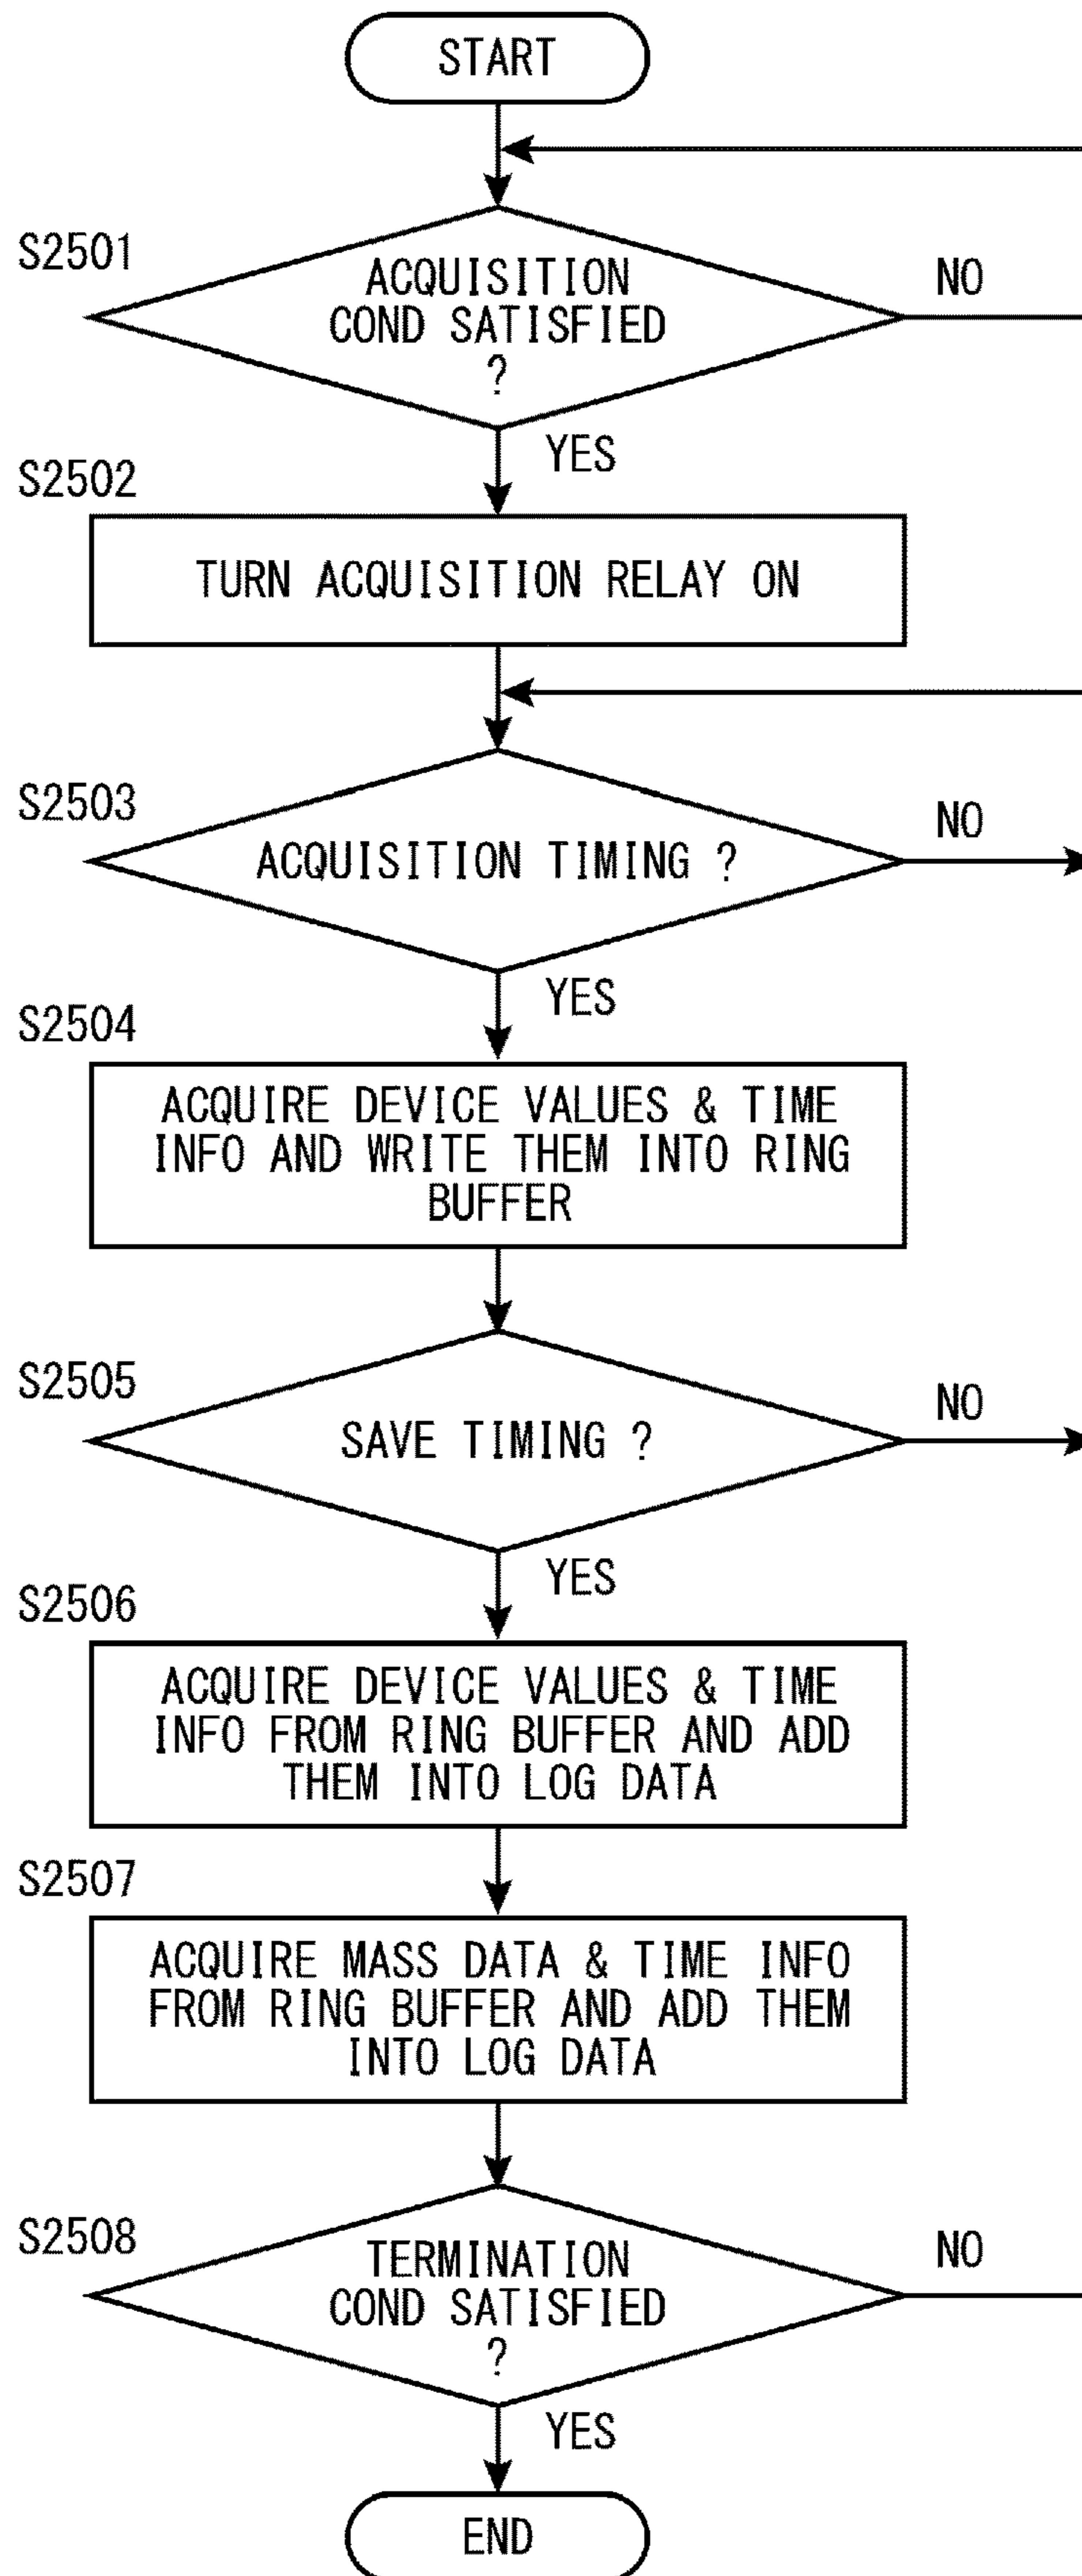 START
S2501
ACQUISITION
COND SATISFIED
?
NO
YES
S2502
TURN ACQUISITION RELAY ON
S2503
ACQUISITION TIMING ?
NO
YES
S2504
ACQUIRE DEVICE VALUES & TIME
INFO AND WRITE THEM INTO RING
BUFFER
S2505
SAVE TIMING ?
NO
YES
S2506
ACQUIRE DEVICE VALUES & TIME
INFO FROM RING BUFFER AND ADD
THEM INTO LOG DATA
S2507
ACQUIRE MASS DATA & TIME INFO
FROM RING BUFFER AND ADD THEM
INTO LOG DATA
S2508
TERMINATION
COND SATISFIED
?
NO
YES
END